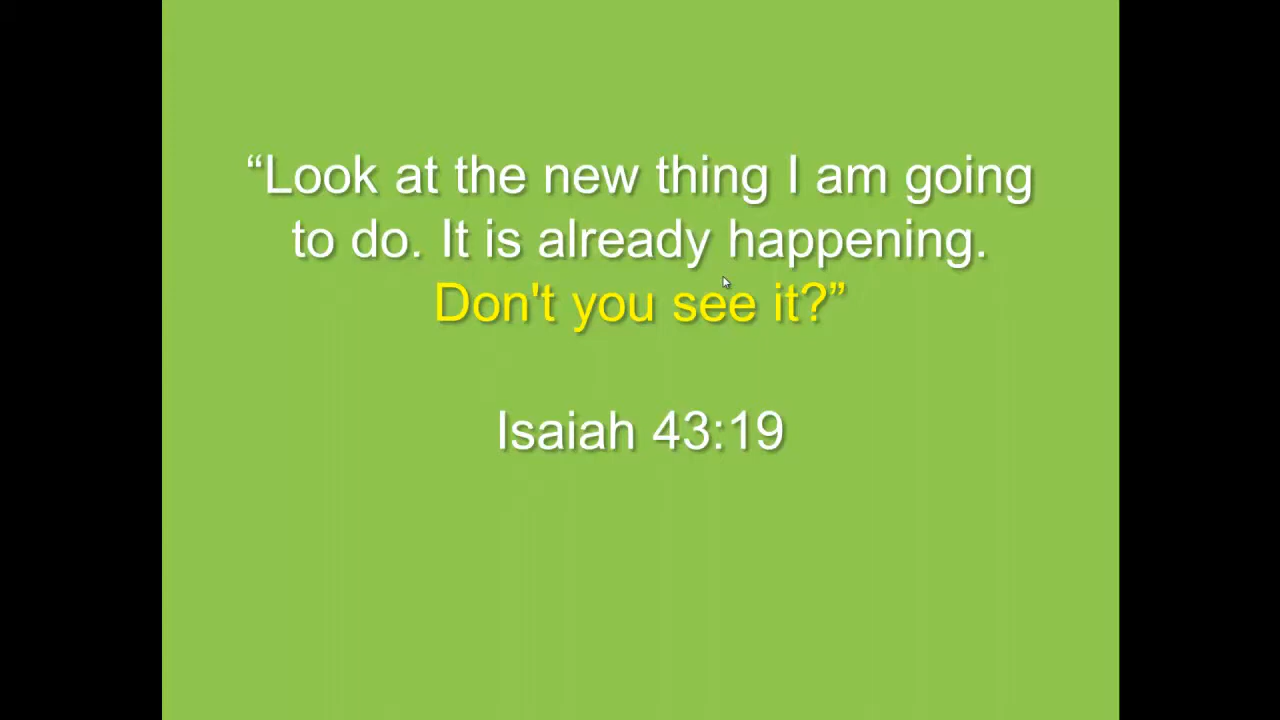 “Look at the new thing I am going
to do. It is already happening.
Don't you see it?”
Isaiah 43:19